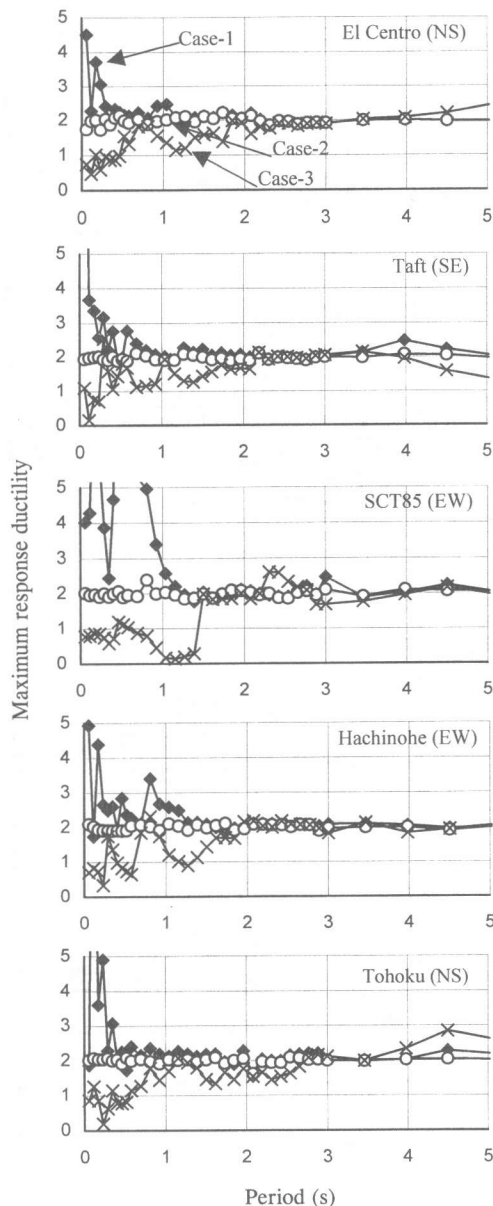 El Centro (NS)
Case-1
Case-2
Case-3
5
4
3
2
1
0
0 1 2 3 4 5
Taft (SE)
5
4
3
2
1
0
0 1 2 3 4 5
SCT85 (EW)
5
4
3
2
1
0
0 1 2 3 4 5
Hachinohe (EW)
5
4
3
2
1
0
0 1 2 3 4 5
Tohoku (NS)
5
4
3
2
1
0
0 1 2 3 4 5
Maximum response ductility
Period (s)